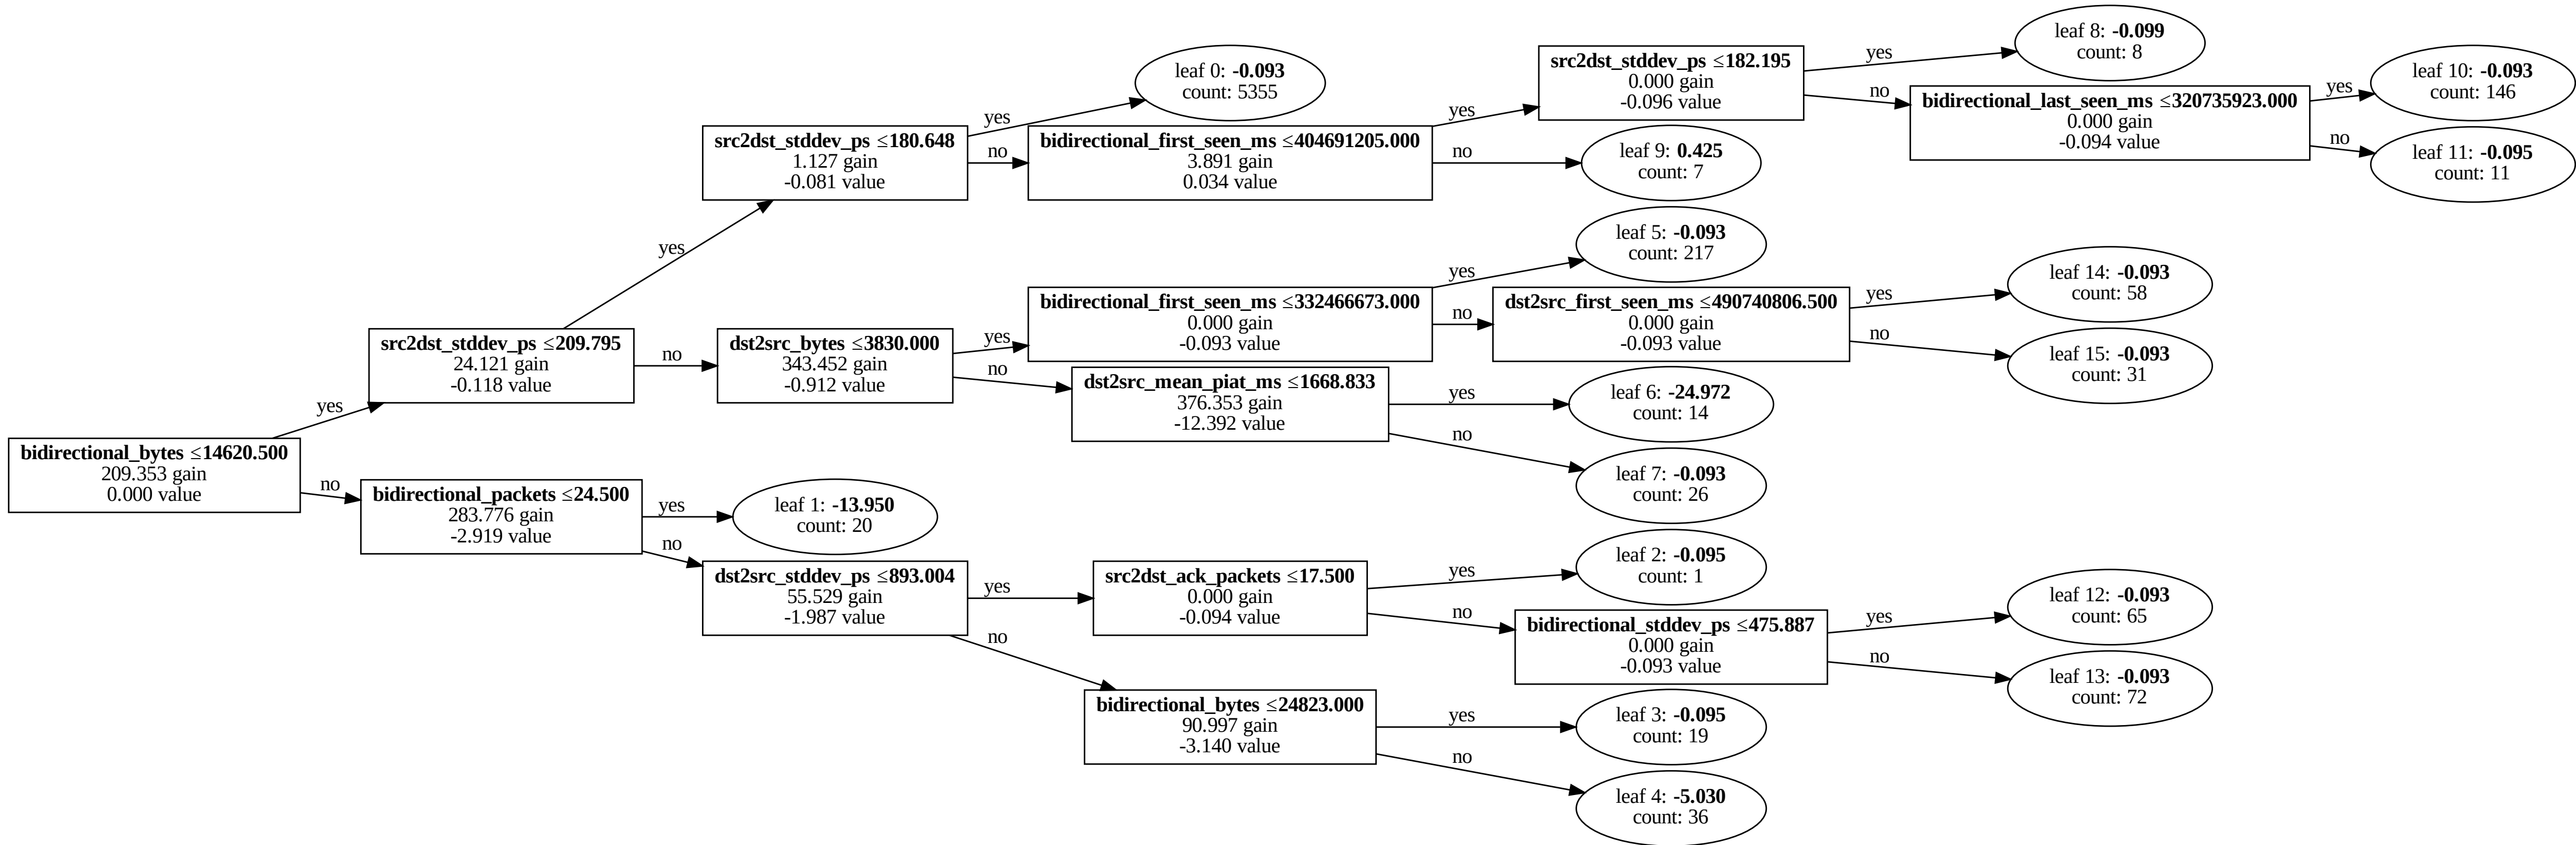 bidirectional_bytes ≤14620.500
209.353 gain
0.000 value
yes
no
src2dst_stddev_ps ≤209.795
24.121 gain
-0.118 value
yes
no
src2dst_stddev_ps ≤180.648
1.127 gain
-0.081 value
yes
no
leaf 0: -0.093
count: 5355
bidirectional_first_seen_ms ≤404691205.000
3.891 gain
0.034 value
yes
no
src2dst_stddev_ps ≤182.195
0.000 gain
-0.096 value
yes
no
leaf 8: -0.099
count: 8
bidirectional_last_seen_ms ≤320735923.000
0.000 gain
-0.094 value
yes
no
leaf 10: -0.093
count: 146
leaf 11: -0.095
count: 11
leaf 9: 0.425
count: 7
dst2src_bytes ≤3830.000
343.452 gain
-0.912 value
yes
no
bidirectional_first_seen_ms ≤332466673.000
0.000 gain
-0.093 value
yes
no
leaf 5: -0.093
count: 217
dst2src_first_seen_ms ≤490740806.500
0.000 gain
-0.093 value
yes
no
leaf 14: -0.093
count: 58
leaf 15: -0.093
count: 31
dst2src_mean_piat_ms ≤1668.833
376.353 gain
-12.392 value
yes
no
leaf 6: -24.972
count: 14
leaf 7: -0.093
count: 26
bidirectional_packets ≤24.500
283.776 gain
-2.919 value
yes
no
leaf 1: -13.950
count: 20
dst2src_stddev_ps ≤893.004
55.529 gain
-1.987 value
yes
no
src2dst_ack_packets ≤17.500
0.000 gain
-0.094 value
yes
no
leaf 2: -0.095
count: 1
bidirectional_stddev_ps ≤475.887
0.000 gain
-0.093 value
yes
no
leaf 12: -0.093
count: 65
leaf 13: -0.093
count: 72
bidirectional_bytes ≤24823.000
90.997 gain
-3.140 value
yes
no
leaf 3: -0.095
count: 19
leaf 4: -5.030
count: 36